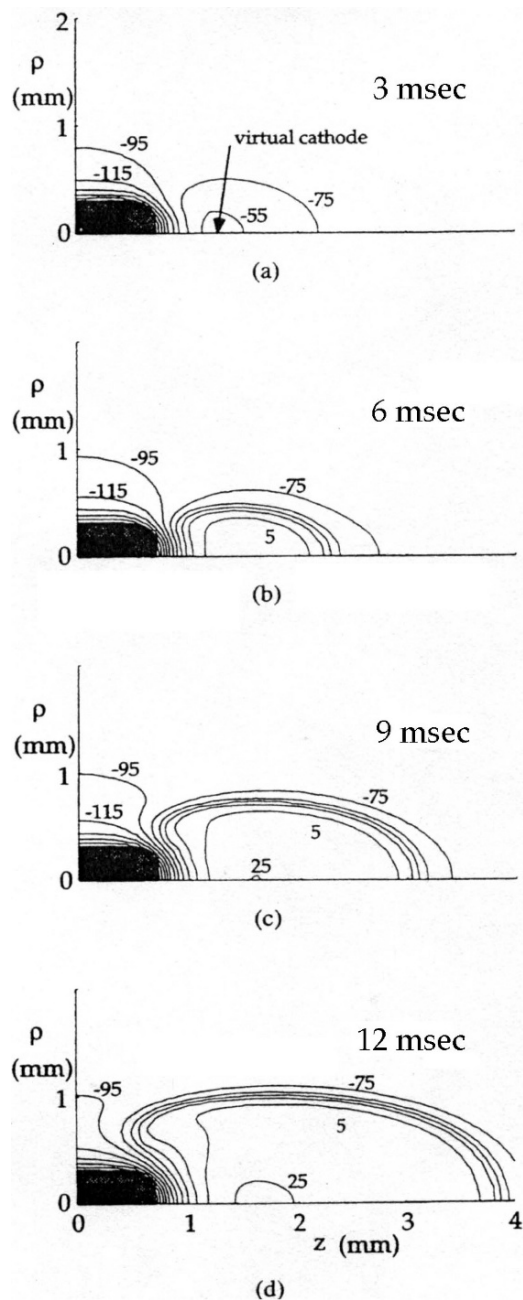 2
ρ
(mm)
3 msec
1
-95
virtual cathode
-115
-75
-55
0
(a)
ρ
(mm)
6 msec
1
-95
-75
-115
5
0
(b)
ρ
(mm)
9 msec
1
-95
-75
-115
5
25
0
(c)
12 msec
ρ
(mm)
1
-95
-75
5
25
0
0 1 2 3 4
z (mm)
(d)